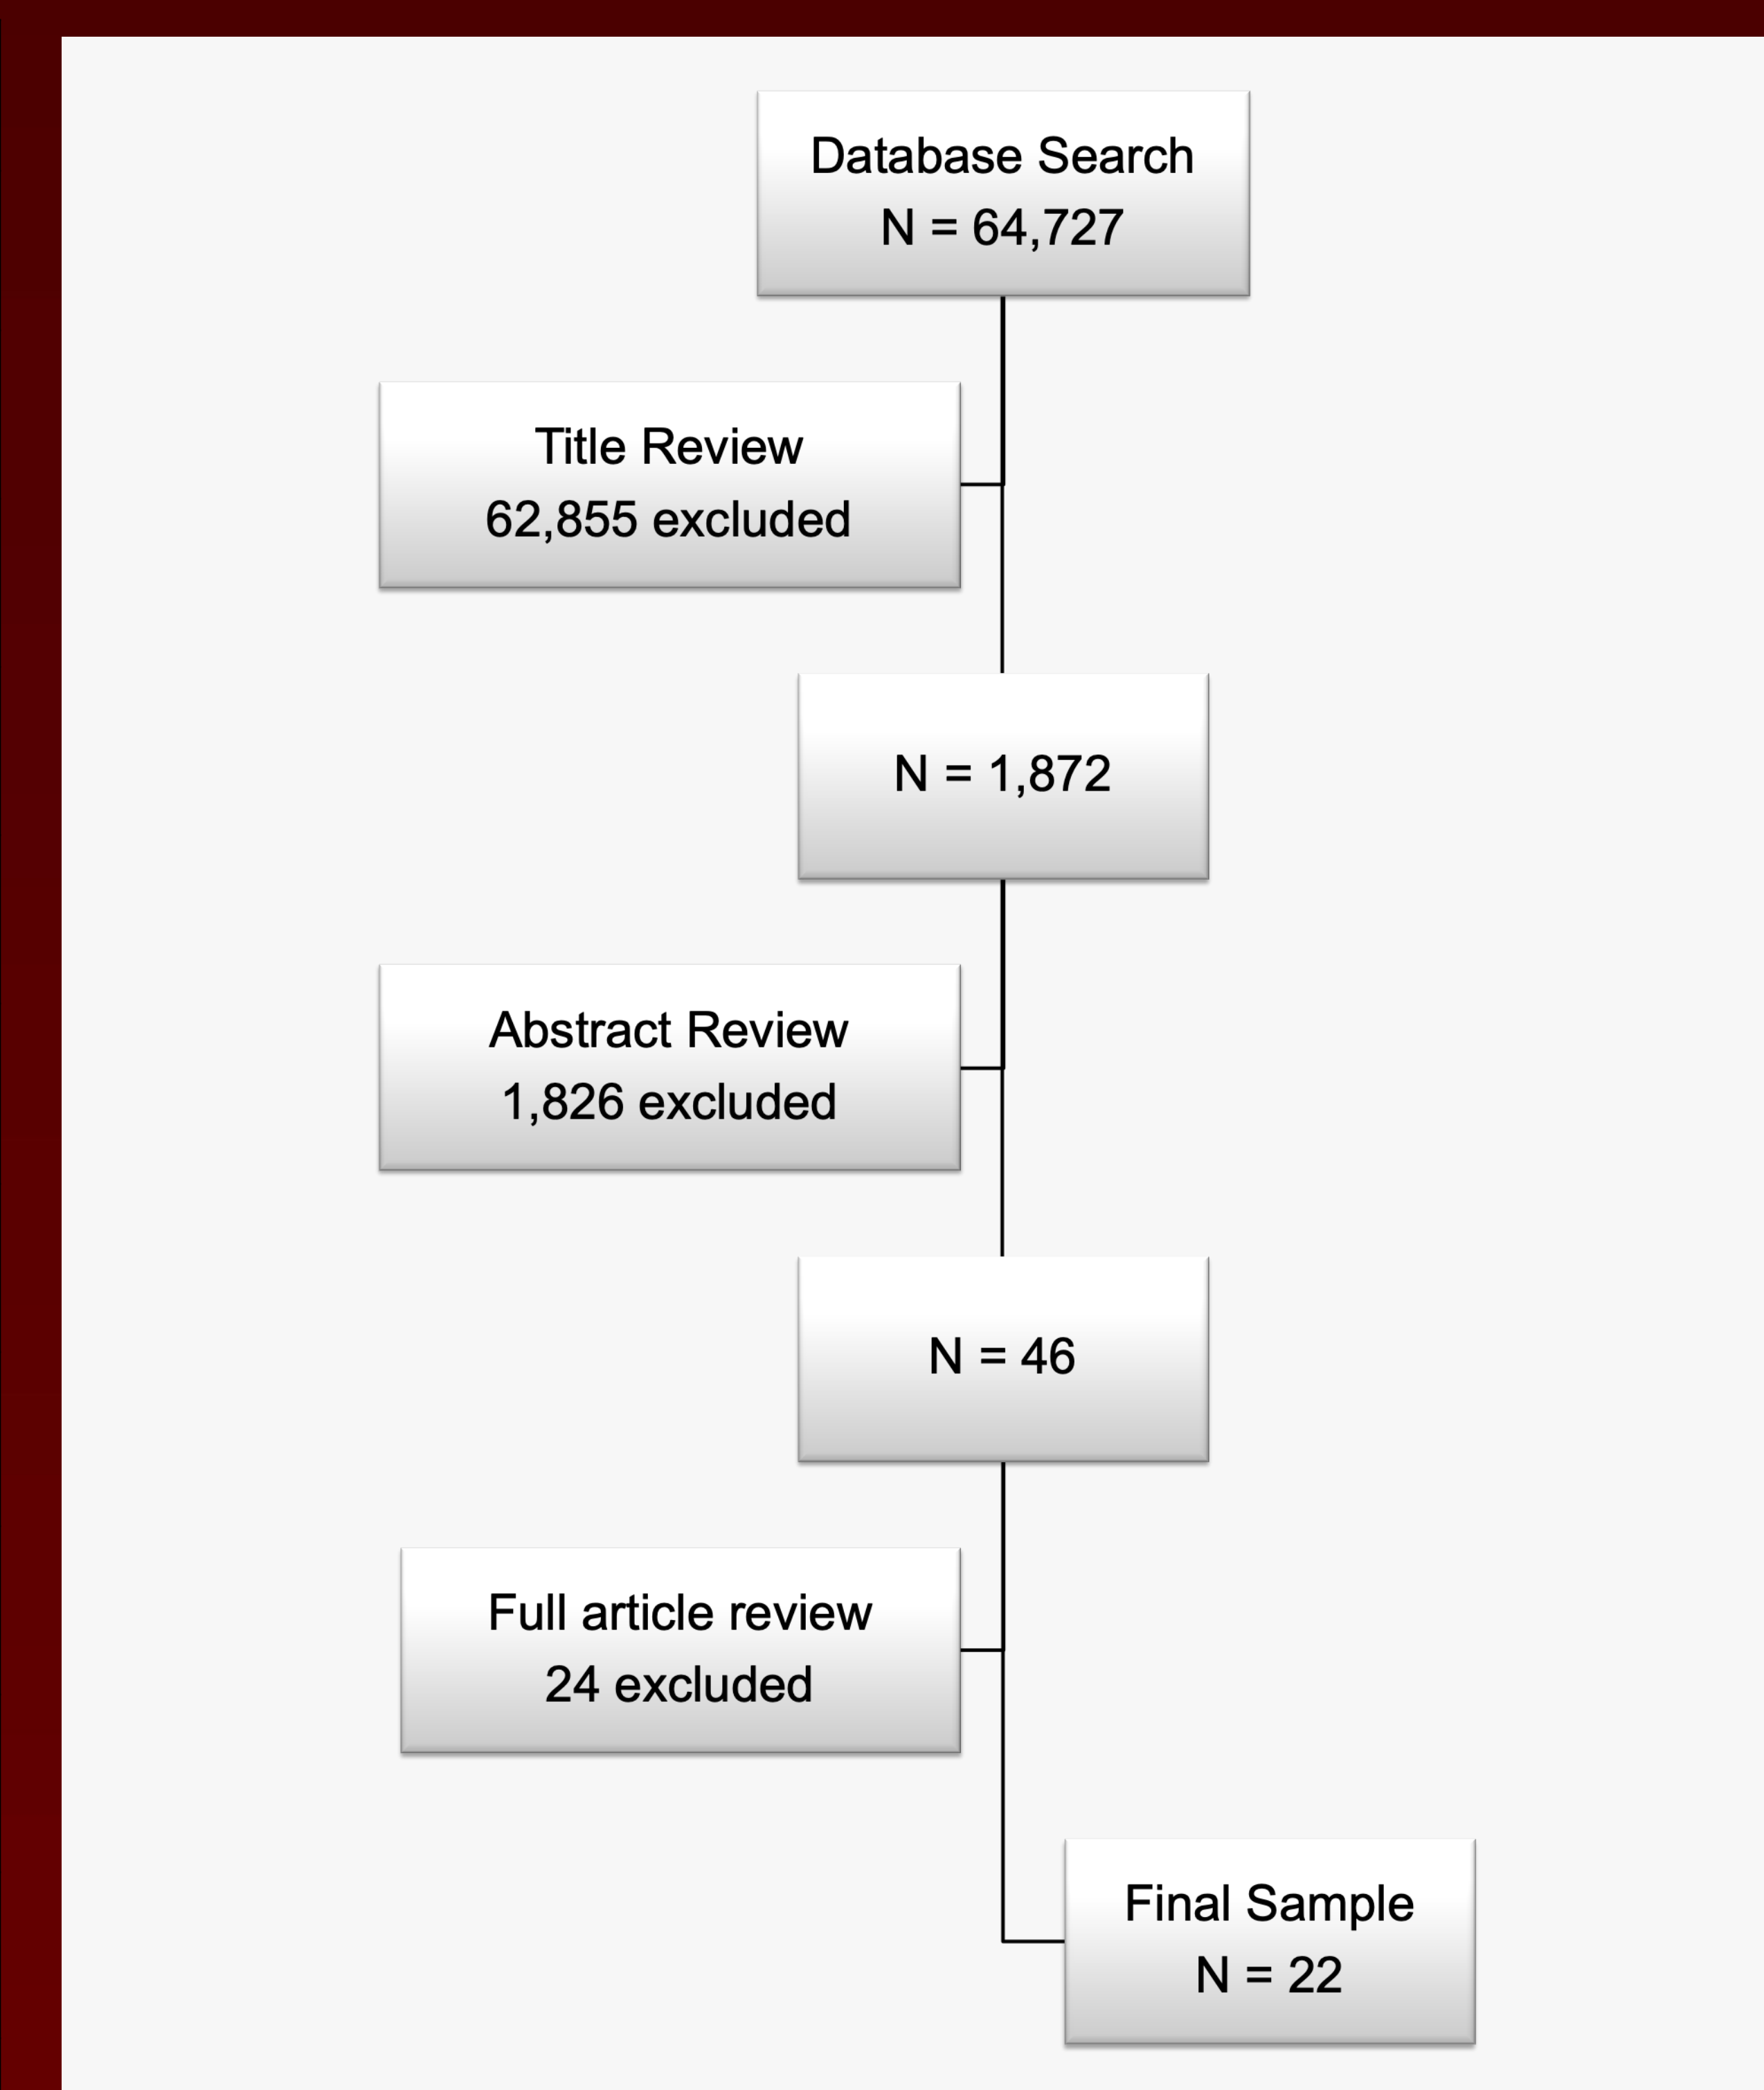 Database Search
N = 64,727
Title Review
62,855 excluded
N = 1,872
Abstract Review
1,826 excluded
N = 46
Full article review
24 excluded
Final Sample
N = 22